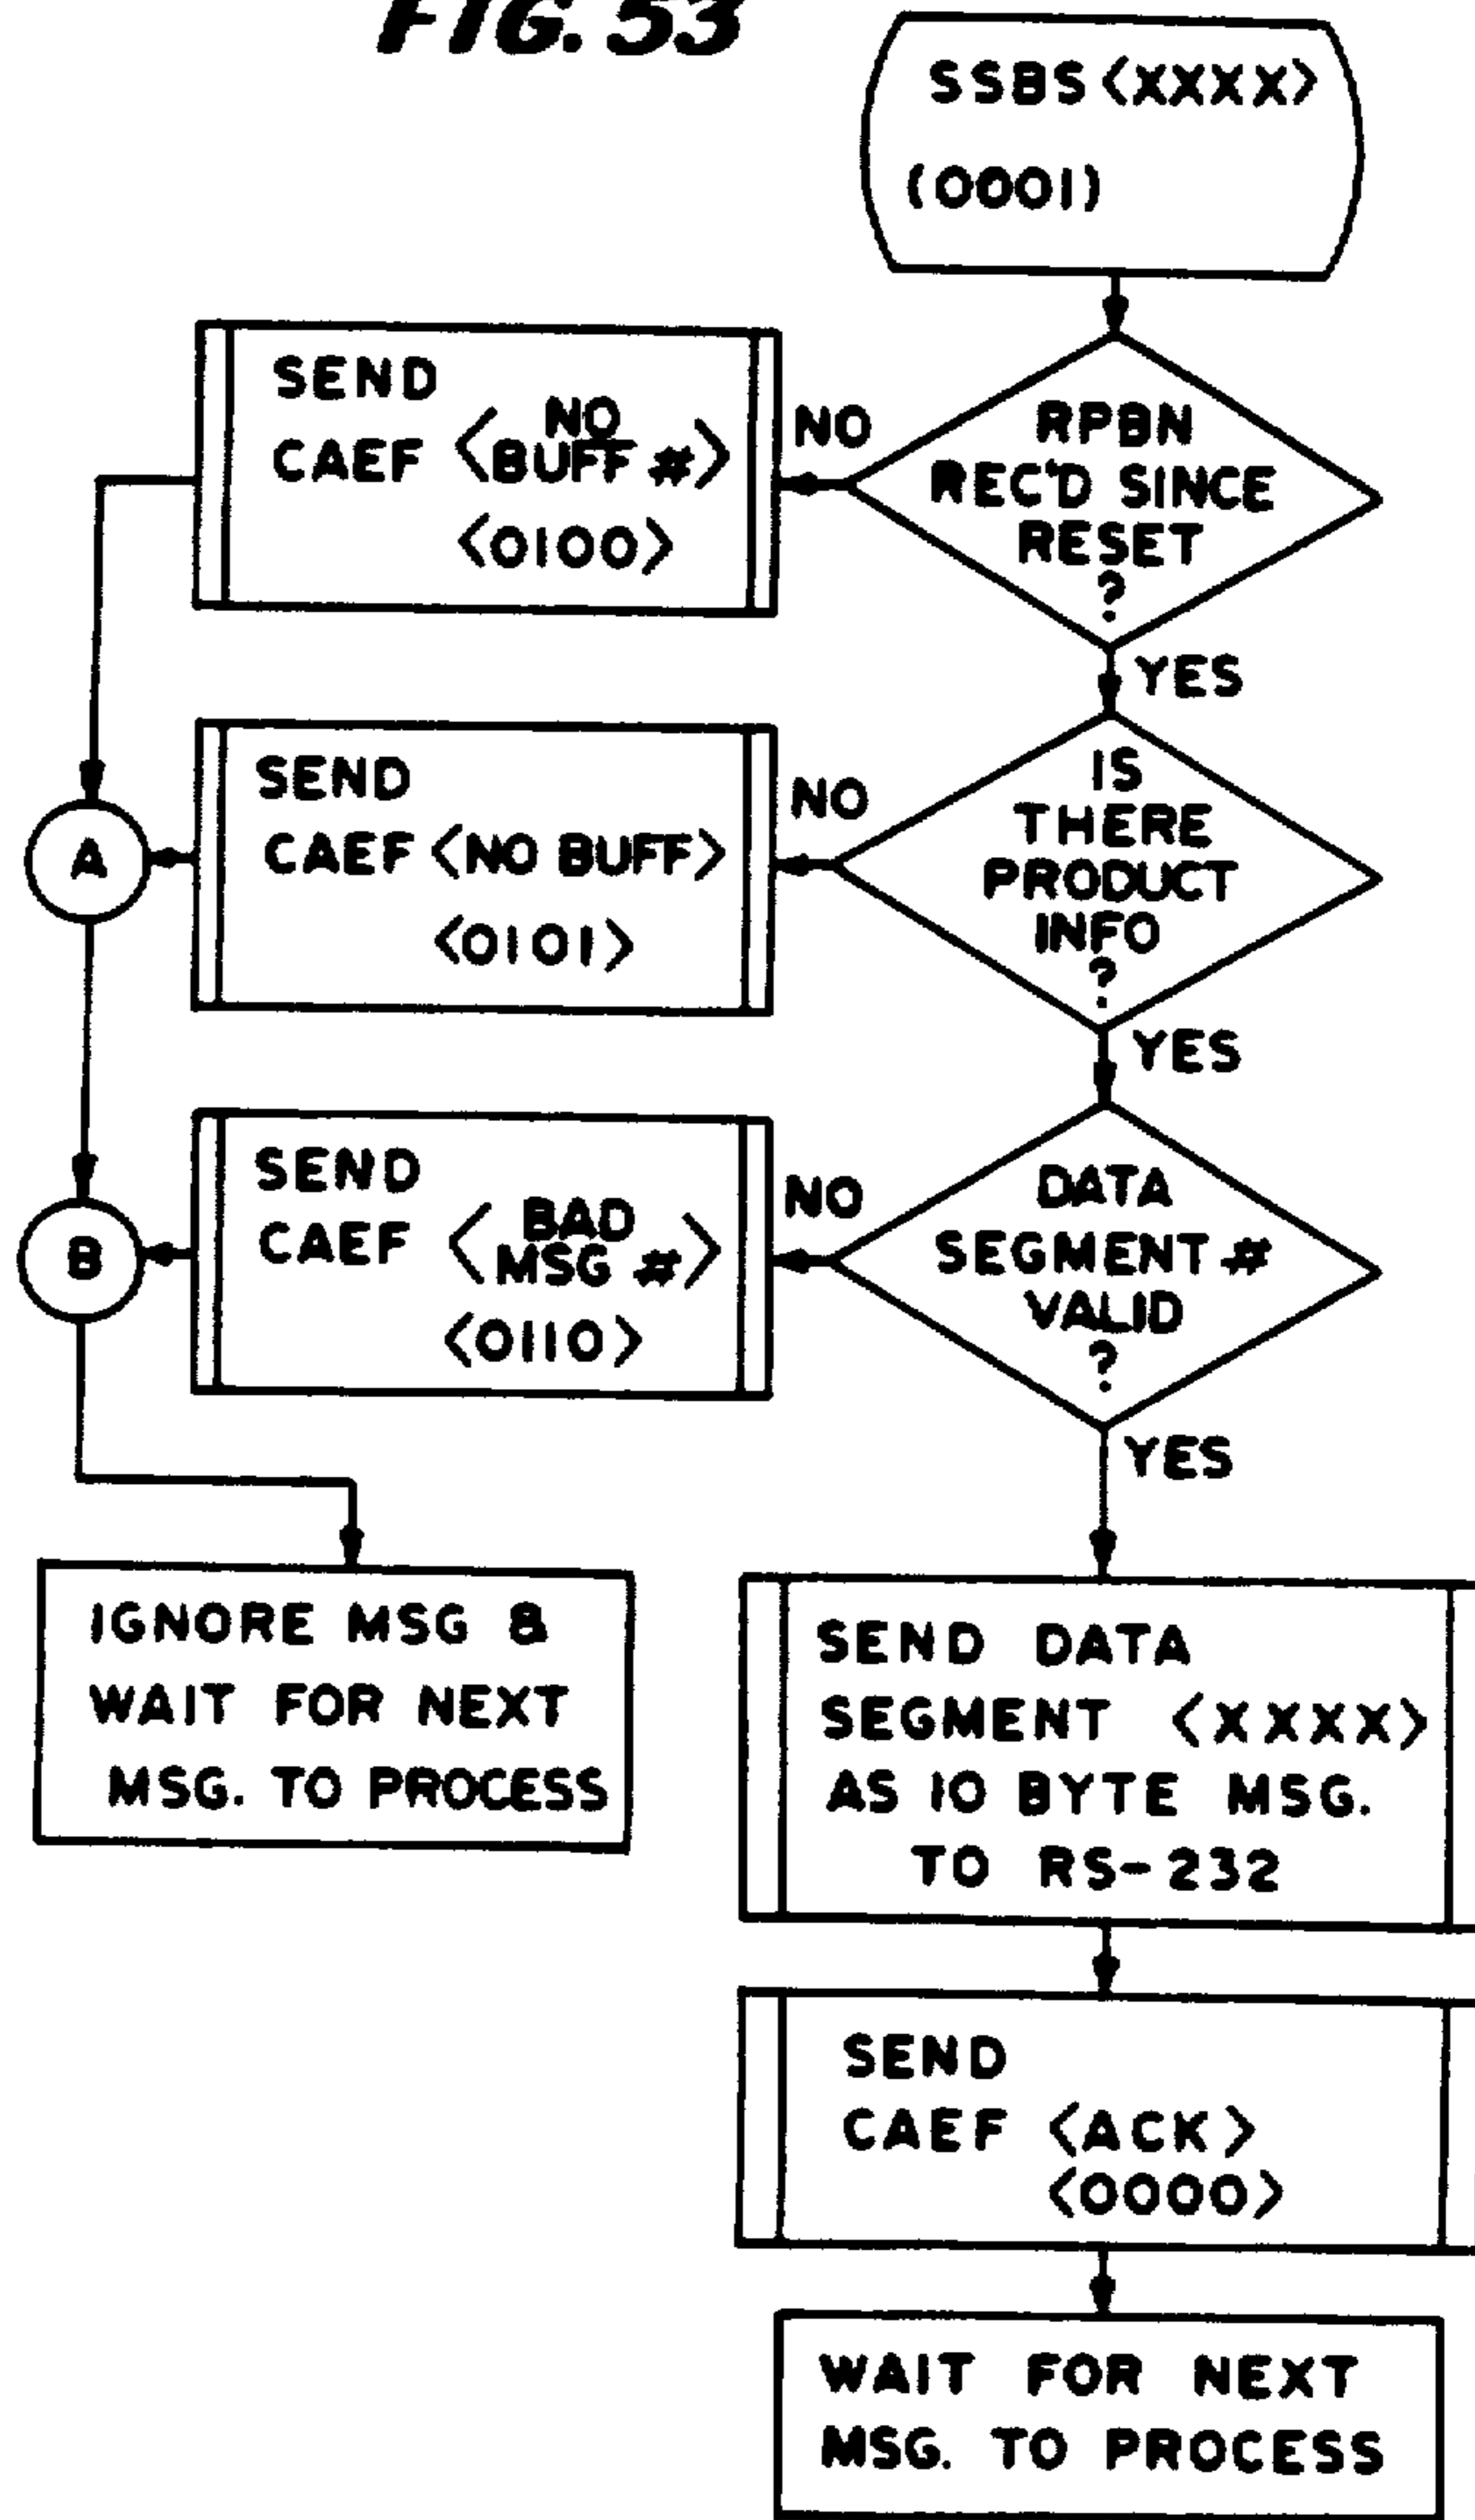 FIG. 53
SSBS <XXXX>
(0001)
RPBN
REC'D SINCE
RESET
?
NO
SEND
CAEF <NO
BUFF #>
<0100>
YES
IS
THERE
PRODUCT
INFO
?
NO
SEND
CAEF <NO BUFF>
<0101>
A
YES
DATA
SEGMENT #
VALID
?
NO
SEND
CAEF <BAD
MSG #>
<0110>
B
YES
IGNORE MSG &
WAIT FOR NEXT
MSG. TO PROCESS
SEND DATA
SEGMENT <XXXX>
AS 10 BYTE MSG.
TO RS-232
SEND
CAEF <ACK>
<0000>
WAIT FOR NEXT
MSG. TO PROCESS